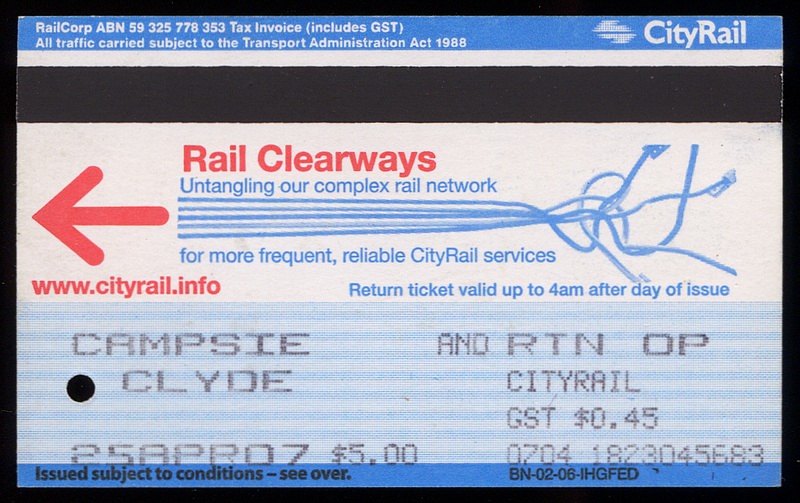 RailCorp ABN 59 325 778 353 Tax Invoice (includes GST)
All traffic carried subject to the Transport Administration Act 1988
CityRail
Rail Clearways
Untangling our complex rail network
for more frequent, reliable CityRail services
www.cityrail.info
Return ticket valid up to 4am after day of issue
CAMPSIE AND RTN OP
CLYDE CITYRAIL
GST $0.45
25APR07 $5.00 0704 1823045683
Issued subject to conditions – see over. BN-02-06-IHGFED